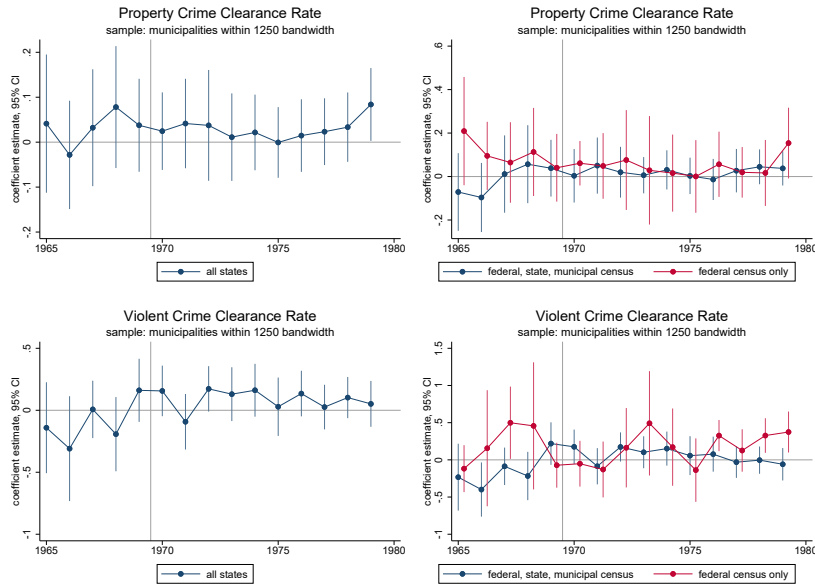 Property Crime Clearance Rate
sample: municipalities within 1250 bandwidth
coefficient estimate, 95% CI
.2
.1
0
-.1
-.2
1965
1970
1975
1980
all states
Property Crime Clearance Rate
sample: municipalities within 1250 bandwidth
coefficient estimate, 95% CI
.6
.4
.2
0
-.2
1965
1970
1975
1980
federal, state, municipal census
federal census only
Violent Crime Clearance Rate
sample: municipalities within 1250 bandwidth
coefficient estimate, 95% CI
.5
0
-.5
-1
1965
1970
1975
1980
all states
Violent Crime Clearance Rate
sample: municipalities within 1250 bandwidth
coefficient estimate, 95% CI
1.5
1
.5
0
-.5
-1
1965
1970
1975
1980
federal, state, municipal census
federal census only